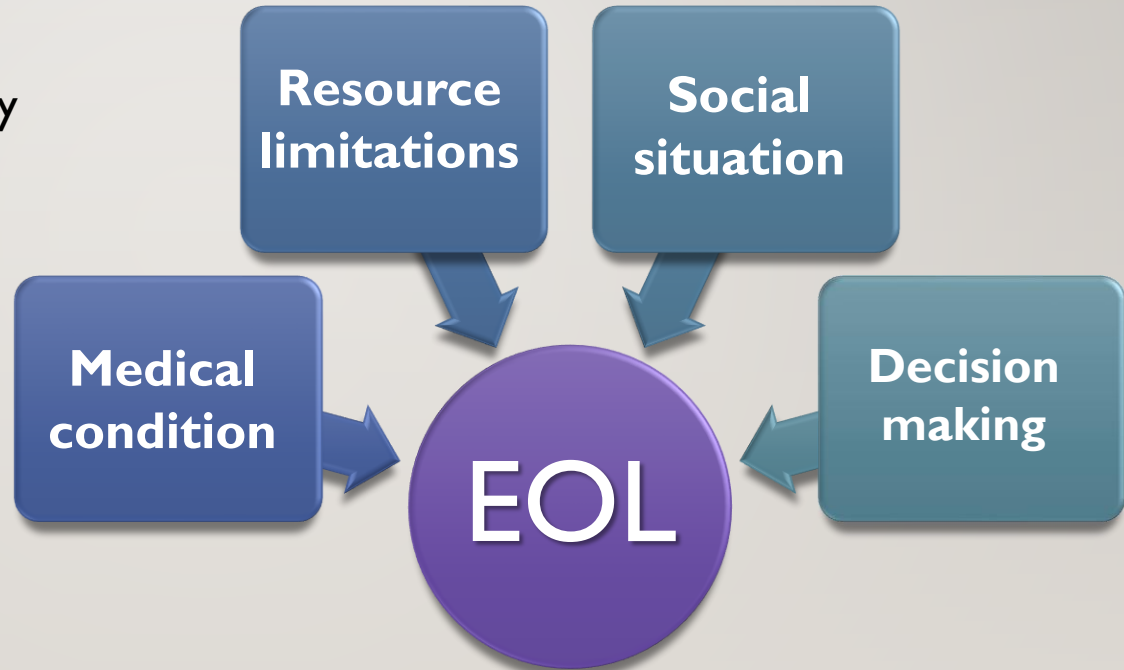 y
Resource
limitations
Social
situation
Medical
condition
Decision
making
EOL